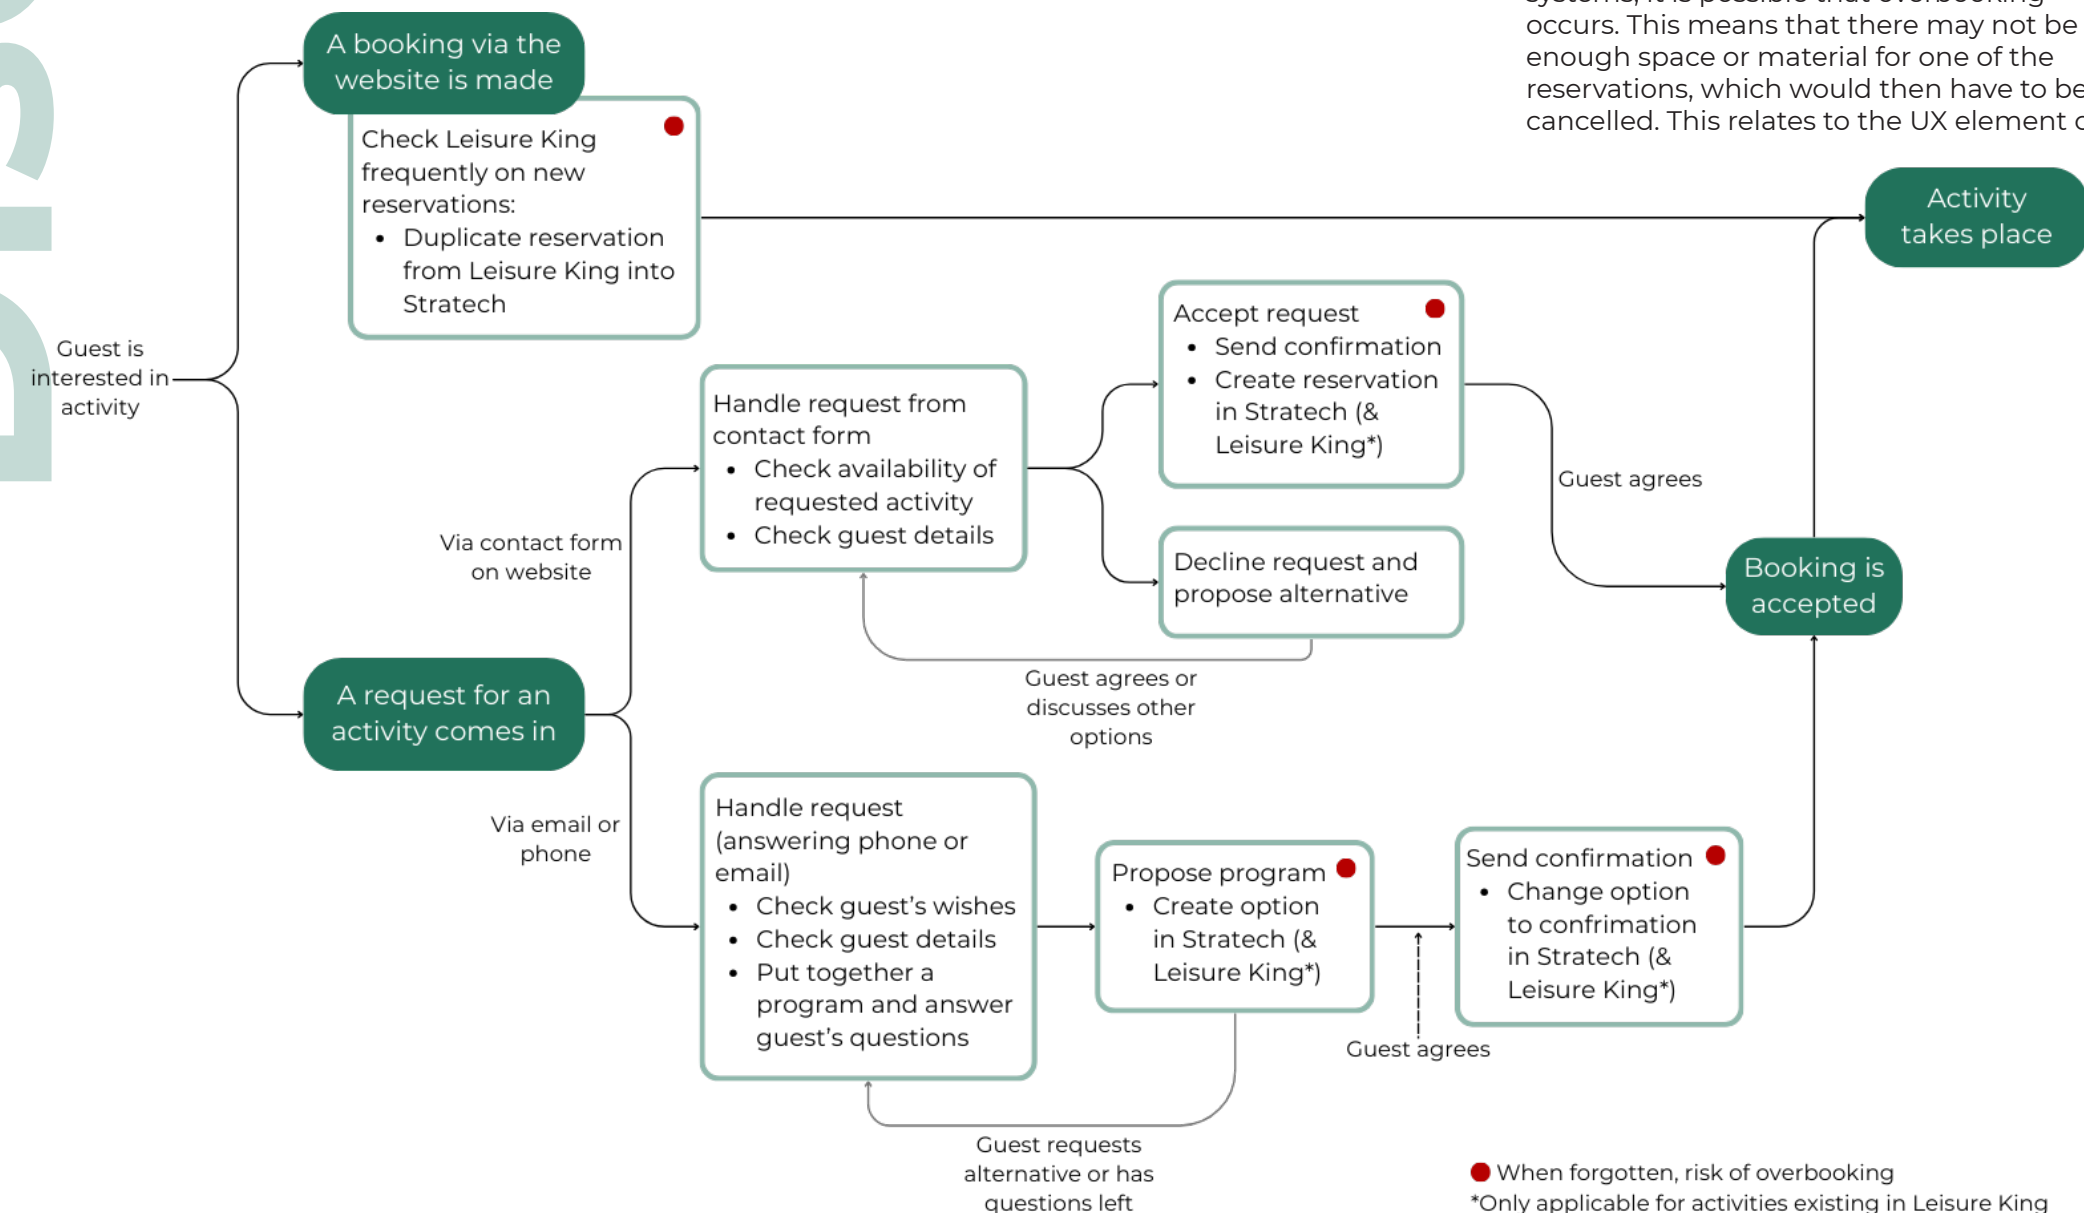 systems, it is possible that overbooking
occurs. This means that there may not be
enough space or material for one of the
reservations, which would then have to be
cancelled. This relates to the UX element
A booking via the
website is made
Check Leisure King
frequently on new
reservations:
• Duplicate reservation
from Leisure King into
Stratech
Activity
takes place
Guest is
interested in
activity
Accept request
• Send confirmation
• Create reservation
in Stratech (&
Leisure King*)
Handle request from
contact form
• Check availability of
requested activity
• Check guest details
Guest agrees
Via contact form
on website
Decline request and
propose alternative
Booking is
accepted
Guest agrees or
discusses other
options
A request for an
activity comes in
Via email or
phone
Handle request
(answering phone or
email)
• Check guest’s wishes
• Check guest details
• Put together a
program and answer
guest’s questions
Propose program
• Create option
in Stratech (&
Leisure King*)
Send confirmation
• Change option
to confrimation
in Stratech (&
Leisure King*)
Guest agrees
Guest requests
alternative or has
questions left
When forgotten, risk of overbooking
*Only applicable for activities existing in Leisure King